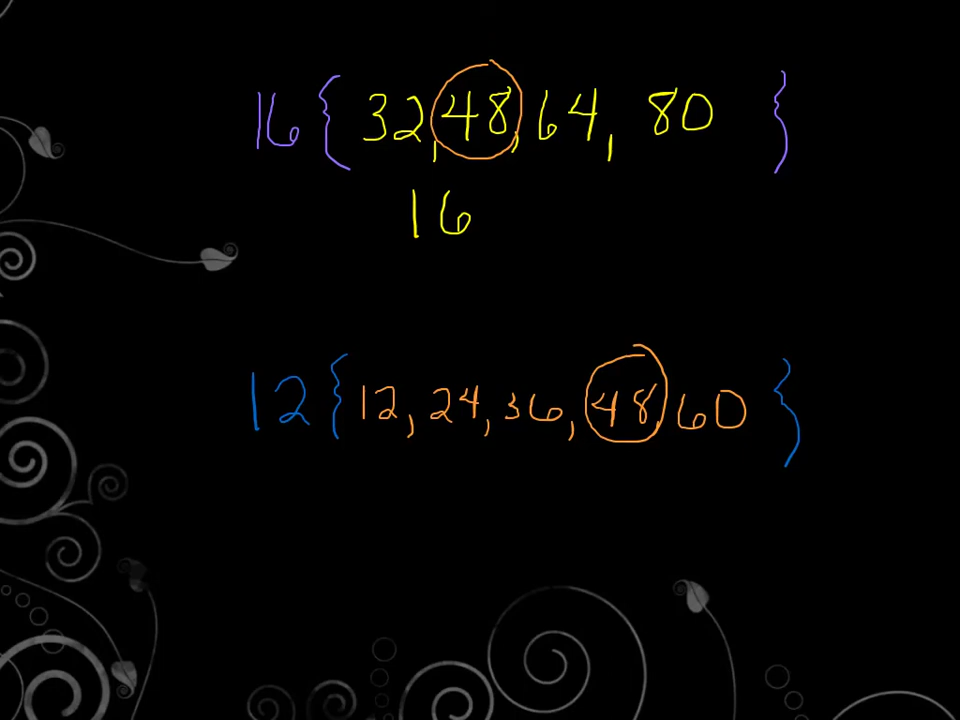 16 { 32, 48, 64, 80 }
16
12 { 12, 24, 36, 48, 60 }